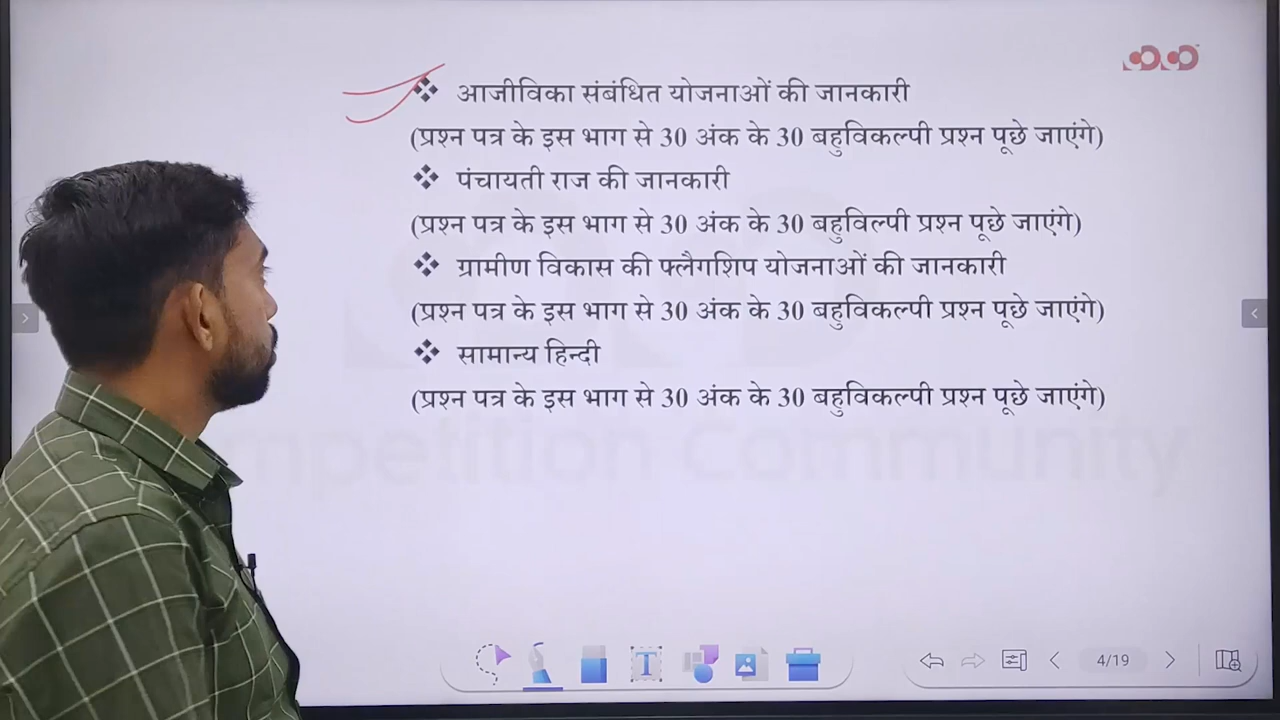 ❖ आजीविका संबंधित योजनाओं की जानकारी
(प्रश्न पत्र के इस भाग से 30 अंक के 30 बहुविकल्पी प्रश्न पूछे जाएंगे)
❖ पंचायती राज की जानकारी
(प्रश्न पत्र के इस भाग से 30 अंक के 30 बहुविल्पी प्रश्न पूछे जाएंगे)
❖ ग्रामीण विकास की फ्लैगशिप योजनाओं की जानकारी
(प्रश्न पत्र के इस भाग से 30 अंक के 30 बहुविकल्पी प्रश्न पूछे जाएंगे)
❖ सामान्य हिन्दी
(प्रश्न पत्र के इस भाग से 30 अंक के 30 बहुविकल्पी प्रश्न पूछे जाएंगे)
Community
T
4/19